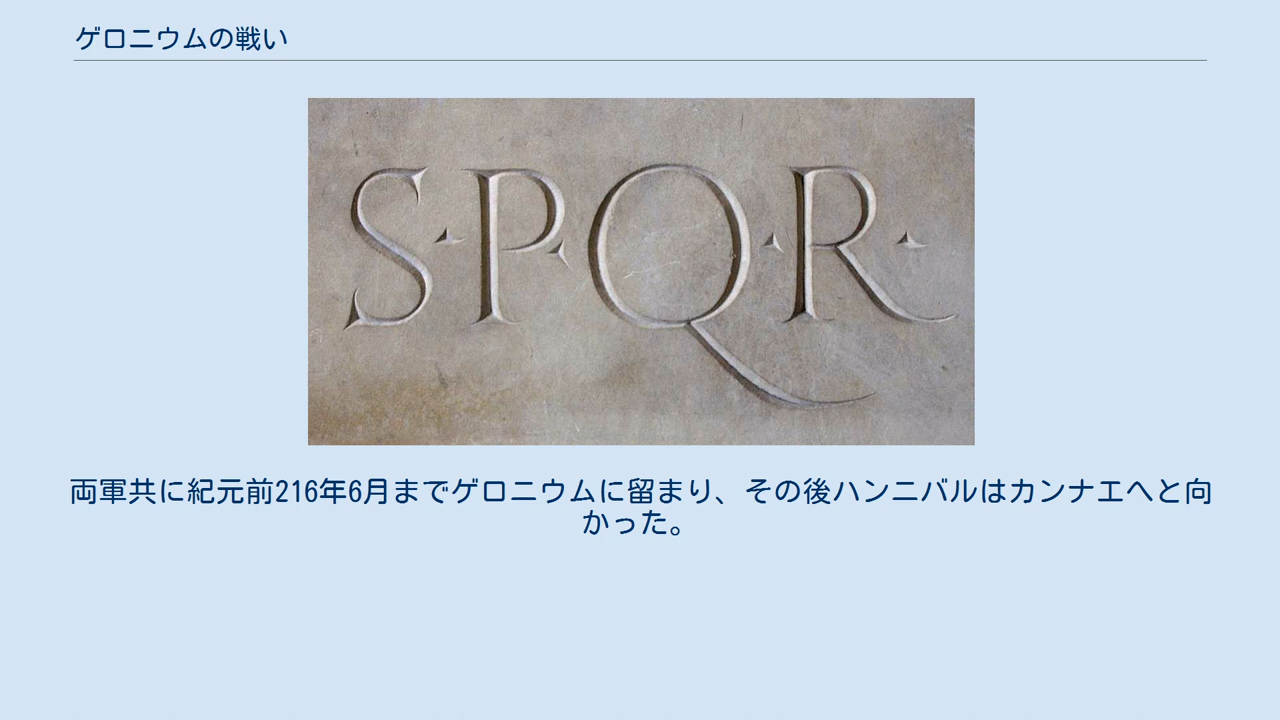 ゲロニウムの戦い
S·P·Q·R·
両軍共に紀元前216年6月までゲロニウムに留まり、その後ハンニバルはカンナエへと向
かった。